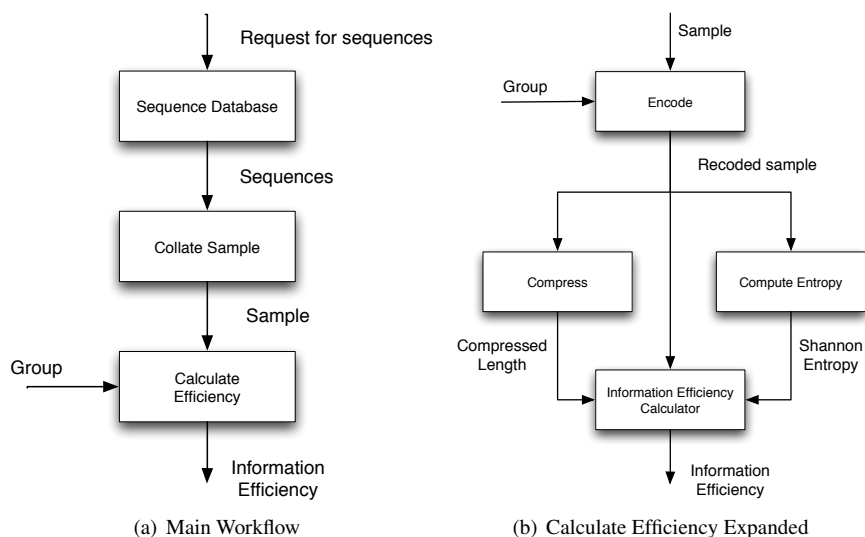 Request for sequences
Sequence Database
Sequences
Collate Sample
Sample
Group
Calculate
Efficiency
Information
Efficiency
(a) Main Workflow
Sample
Group
Encode
Recoded sample
Compress
Compute Entropy
Compressed
Length
Shannon
Entropy
Information Efficiency
Calculator
Information
Efficiency
(b) Calculate Efficiency Expanded